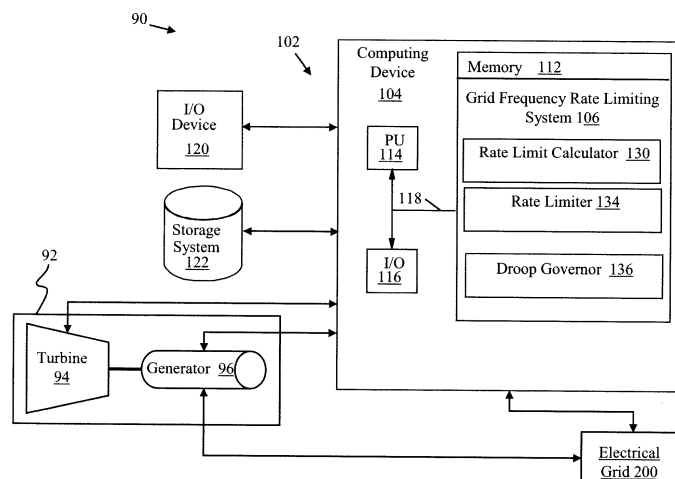 90
102
Computing
Device
104
Memory 112
Grid Frequency Rate Limiting
System 106
Rate Limit Calculator 130
Rate Limiter 134
Droop Governor 136
I/O
Device
120
PU
114
118
I/O
116
Storage
System
122
92
Turbine
94
Generator 96
Electrical
Grid 200